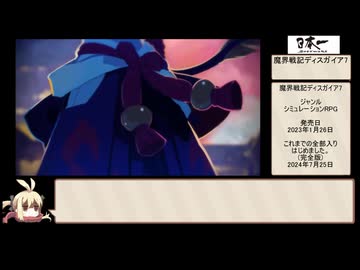 日本一
魔界戦記ディスガイア7
魔界戦記ディスガイア7
ジャンル
シミュレーションRPG
発売日
2023年1月26日
これまでの全部入り
はじめました。
(完全版)
2024年7月25日